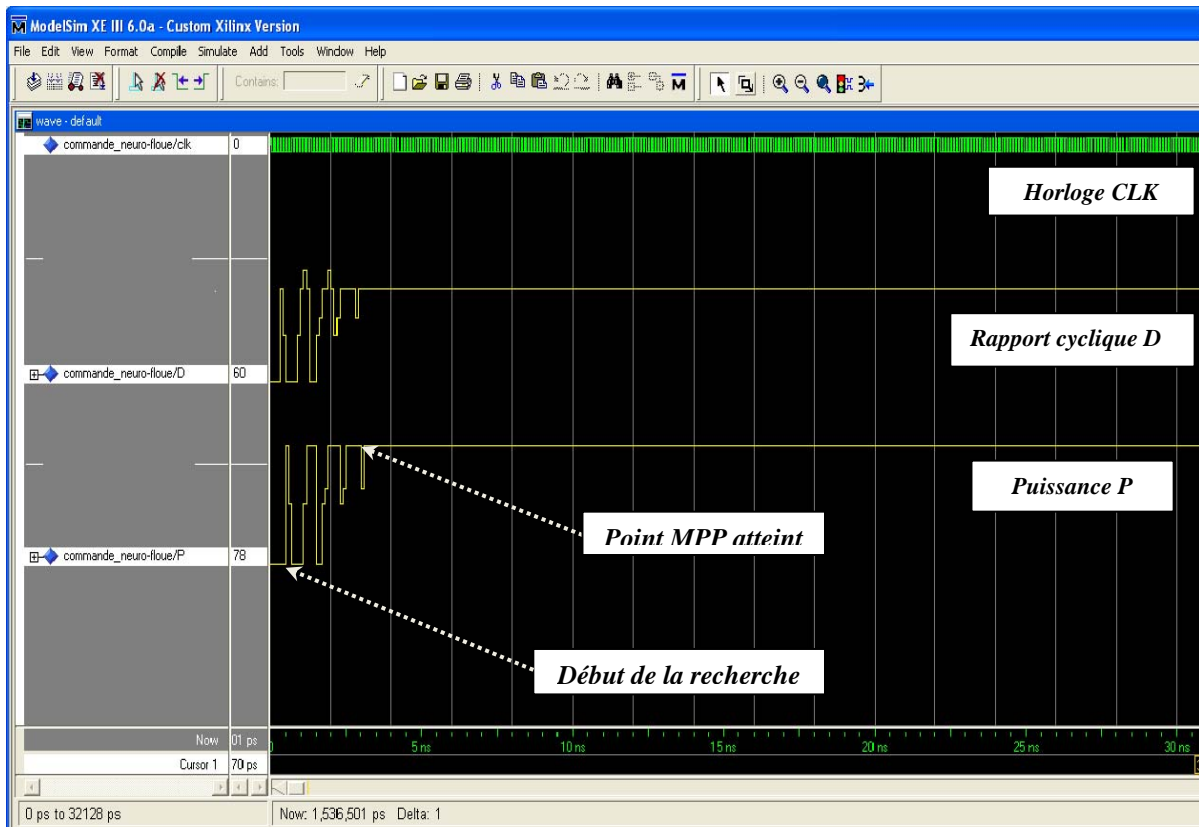 ModelSim XE III 6.0a - Custom Xilinx Version
File Edit View Format Compile Simulate Add Tools Window Help
Contains:
wave - default
commande_neuro-floue/clk 0
Horloge CLK
Rapport cyclique D
commande_neuro-floue/D 60
Puissance P
Point MPP atteint
commande_neuro-floue/P 78
Début de la recherche
Now 01 ps
5 ns 10 ns 15 ns 20 ns 25 ns 30 ns
Cursor 1 70 ps
0 ps to 32128 ps Now: 1,536,501 ps Delta: 1